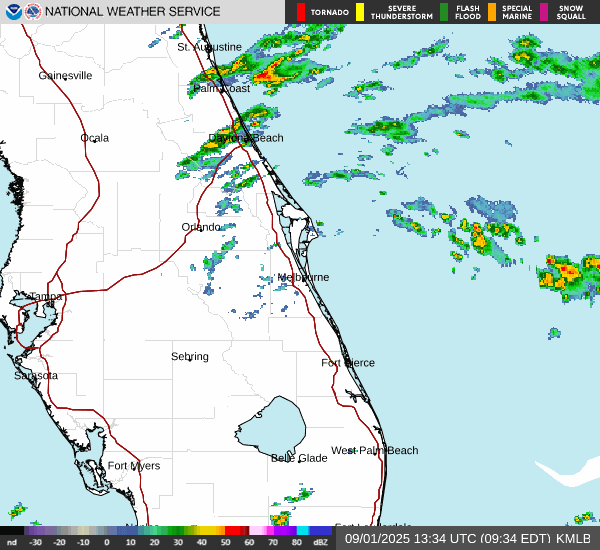 NATIONAL WEATHER SERVICE
TORNADO
SEVERE THUNDERSTORM
FLASH FLOOD
SPECIAL MARINE
SNOW SQUALL
St. Augustine
Gainesville
Palm Coast
Ocala
Daytona Beach
Orlando
Melbourne
Tampa
Sebring
Fort Pierce
Sarasota
West Palm Beach
Belle Glade
Fort Myers
nd -30 -20 -10 0 10 20 30 40 50 60 70 80 dBZ
09/01/2025 13:34 UTC (09:34 EDT) KMLB